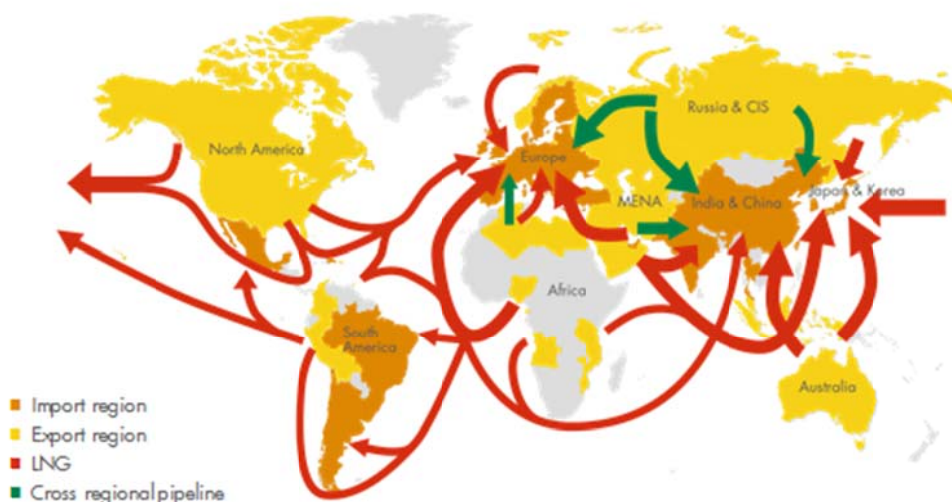 Russia & CIS
North America
Europe
Japan & Korea
MENA
India & China
Africa
South
America
Australia
Import region
Export region
LNG
Cross regional pipeline